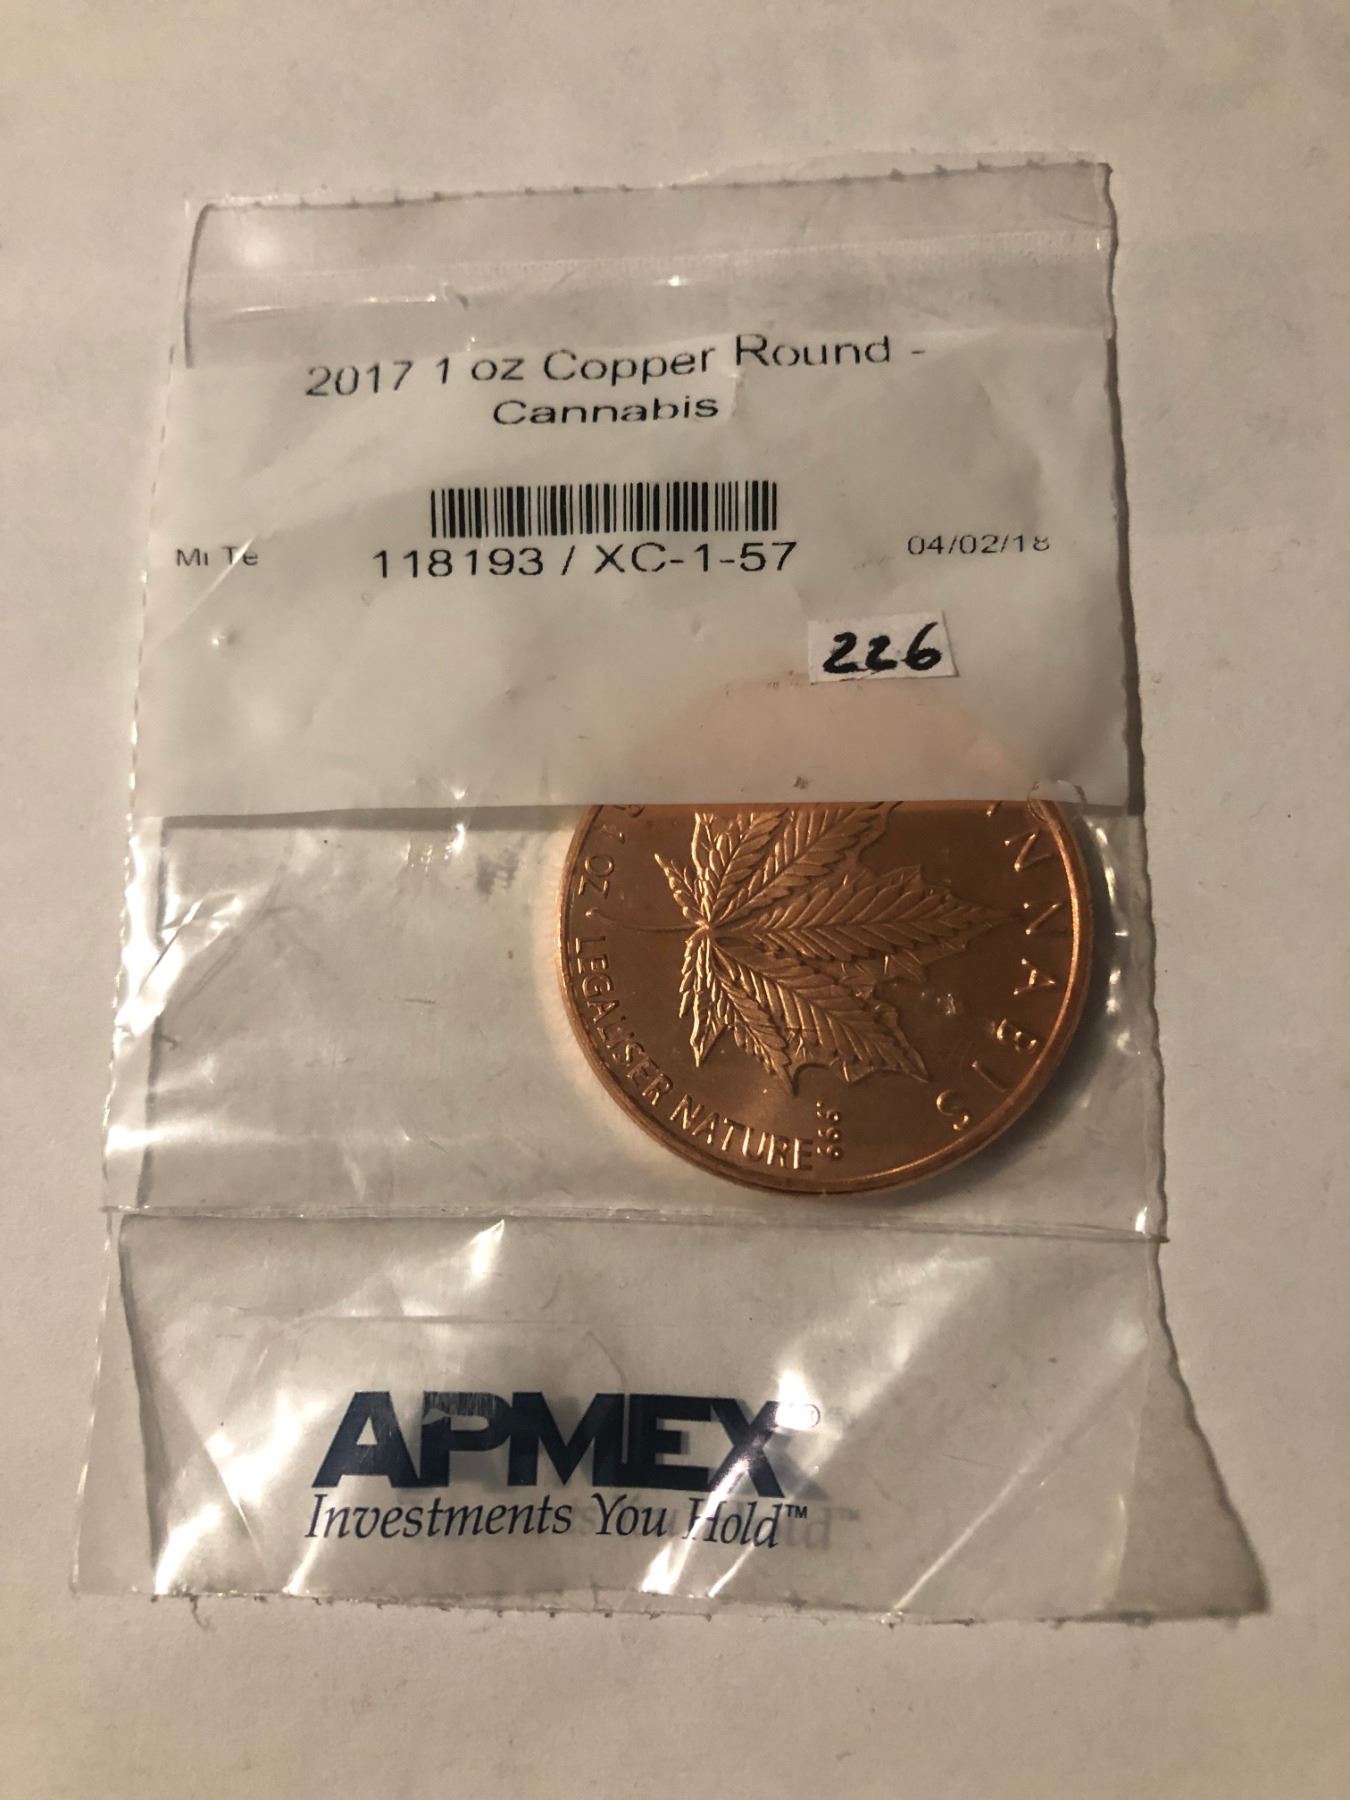 2017 1 oz Copper Round -
Cannabis
Mi Te
118193 / XC-1-57
04/02/18
226
NNABIS
OZ. LEGALISER NATURE
999
APMEX®
Investments You Hold™